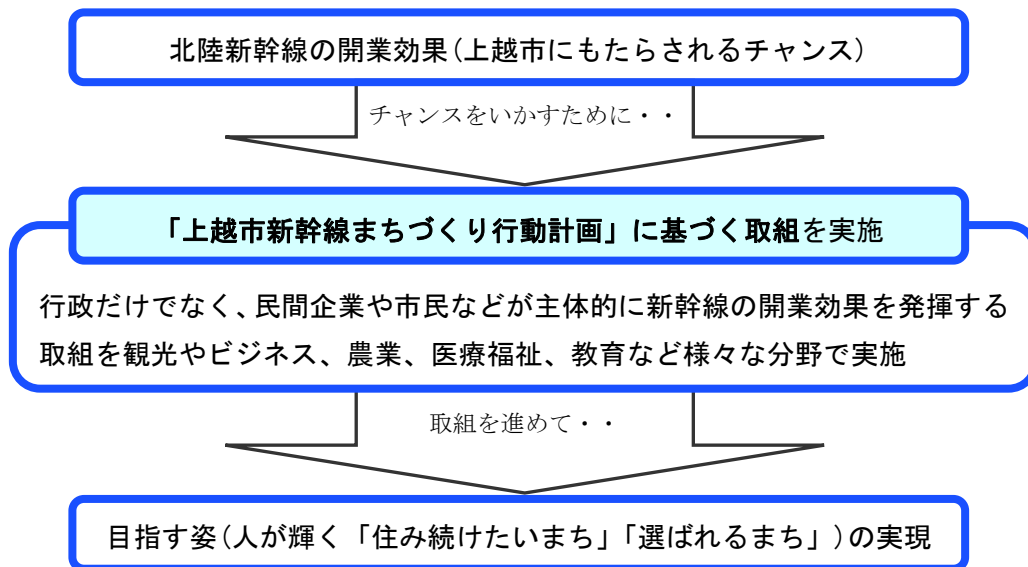 北陸新幹線の開業効果(上越市にもたらされるチャンス)
チャンスをいかすために・・
「上越市新幹線まちづくり行動計画」に基づく取組を実施
行政だけでなく、民間企業や市民などが主体的に新幹線の開業効果を発揮する
取組を観光やビジネス、農業、医療福祉、教育など様々な分野で実施
取組を進めて・・
目指す姿(人が輝く「住み続けたいまち」「選ばれるまち」)の実現